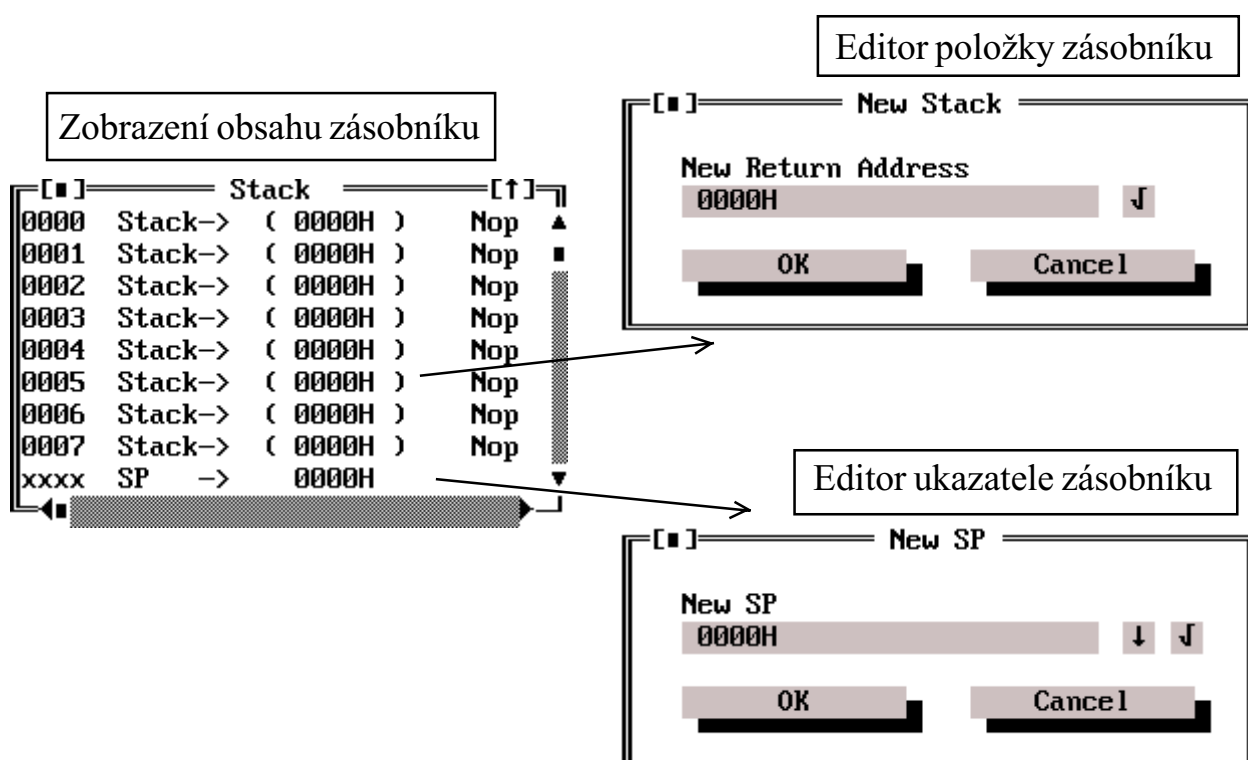 Editor položky zásobníku
Zobrazení obsahu zásobníku
[■] Stack [↑]
0000 Stack-> ( 0000H ) Nop
0001 Stack-> ( 0000H ) Nop
0002 Stack-> ( 0000H ) Nop
0003 Stack-> ( 0000H ) Nop
0004 Stack-> ( 0000H ) Nop
0005 Stack-> ( 0000H ) Nop
0006 Stack-> ( 0000H ) Nop
0007 Stack-> ( 0000H ) Nop
xxxx SP -> 0000H
[■] New Stack
New Return Address
0000H √
OK Cancel
Editor ukazatele zásobníku
[■] New SP
New SP
0000H ↓ √
OK Cancel